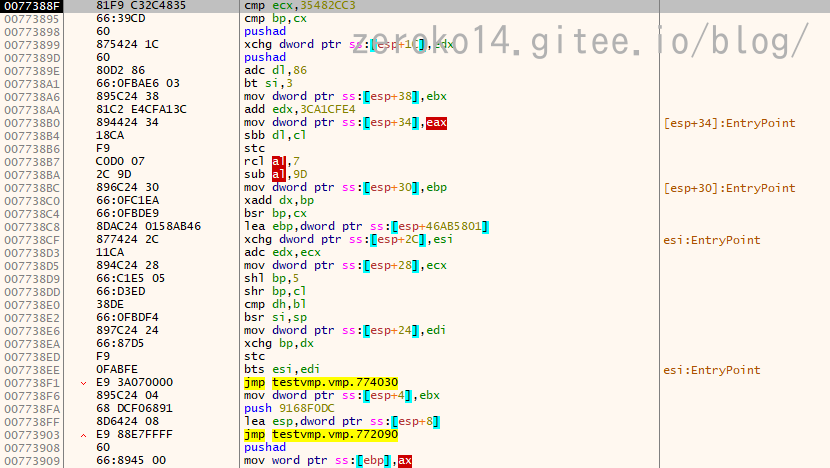 0077388F 81F9 C32C4835 cmp ecx,35482CC3
00773895 66:39CD cmp bp,cx
00773898 60 pushad
00773899 875424 1C xchg dword ptr ss:[esp+1C],edx
0077389D 60 pushad
0077389E 80D2 86 adc dl,86
007738A1 66:0FBAE6 03 bt si,3
007738A6 895C24 38 mov dword ptr ss:[esp+38],ebx
007738AA 81C2 E4CFA13C add edx,3CA1CFE4
007738B0 894424 34 mov dword ptr ss:[esp+34],eax [esp+34]:EntryPoint
007738B4 18CA sbb dl,cl
007738B6 F9 stc
007738B7 C0D0 07 rcl al,7
007738BA 2C 9D sub al,9D
007738BC 896C24 30 mov dword ptr ss:[esp+30],ebp [esp+30]:EntryPoint
007738C0 66:0FC1EA xadd dx,bp
007738C4 66:0FBDE9 bsr bp,cx
007738C8 8DAC24 0158AB46 lea ebp,dword ptr ss:[esp+46AB5801]
007738CF 877424 2C xchg dword ptr ss:[esp+2C],esi esi:EntryPoint
007738D3 11CA adc edx,ecx
007738D5 894C24 28 mov dword ptr ss:[esp+28],ecx
007738D9 66:C1E5 05 shl bp,5
007738DD 66:D3ED shr bp,cl
007738E0 38DE cmp dh,bl
007738E2 66:0FBDF4 bsr si,sp
007738E6 897C24 24 mov dword ptr ss:[esp+24],edi
007738EA 66:87D5 xchg bp,dx
007738ED F9 stc
007738EE 0FABFE bts esi,edi esi:EntryPoint
007738F1 E9 3A070000 jmp testvmp.vmp.774030
007738F6 895C24 04 mov dword ptr ss:[esp+4],ebx
007738FA 68 DCF06891 push 9168F0DC
007738FF 8D6424 08 lea esp,dword ptr ss:[esp+8]
00773903 E9 88E7FFFF jmp testvmp.vmp.772090
00773908 60 pushad
00773909 66:8945 00 mov word ptr ss:[ebp],ax
zeroko14.gitee.io/blog/